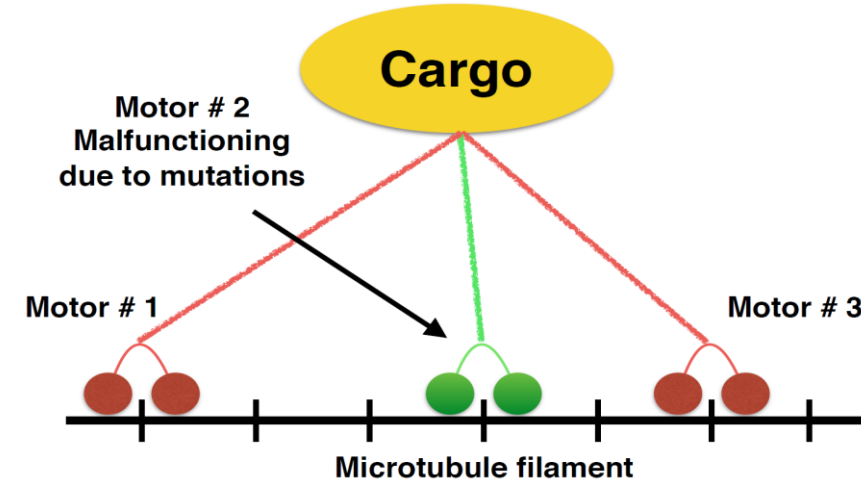 Cargo
Motor # 2
Malfunctioning
due to mutations
Motor # 1
Motor # 3
Microtubule filament